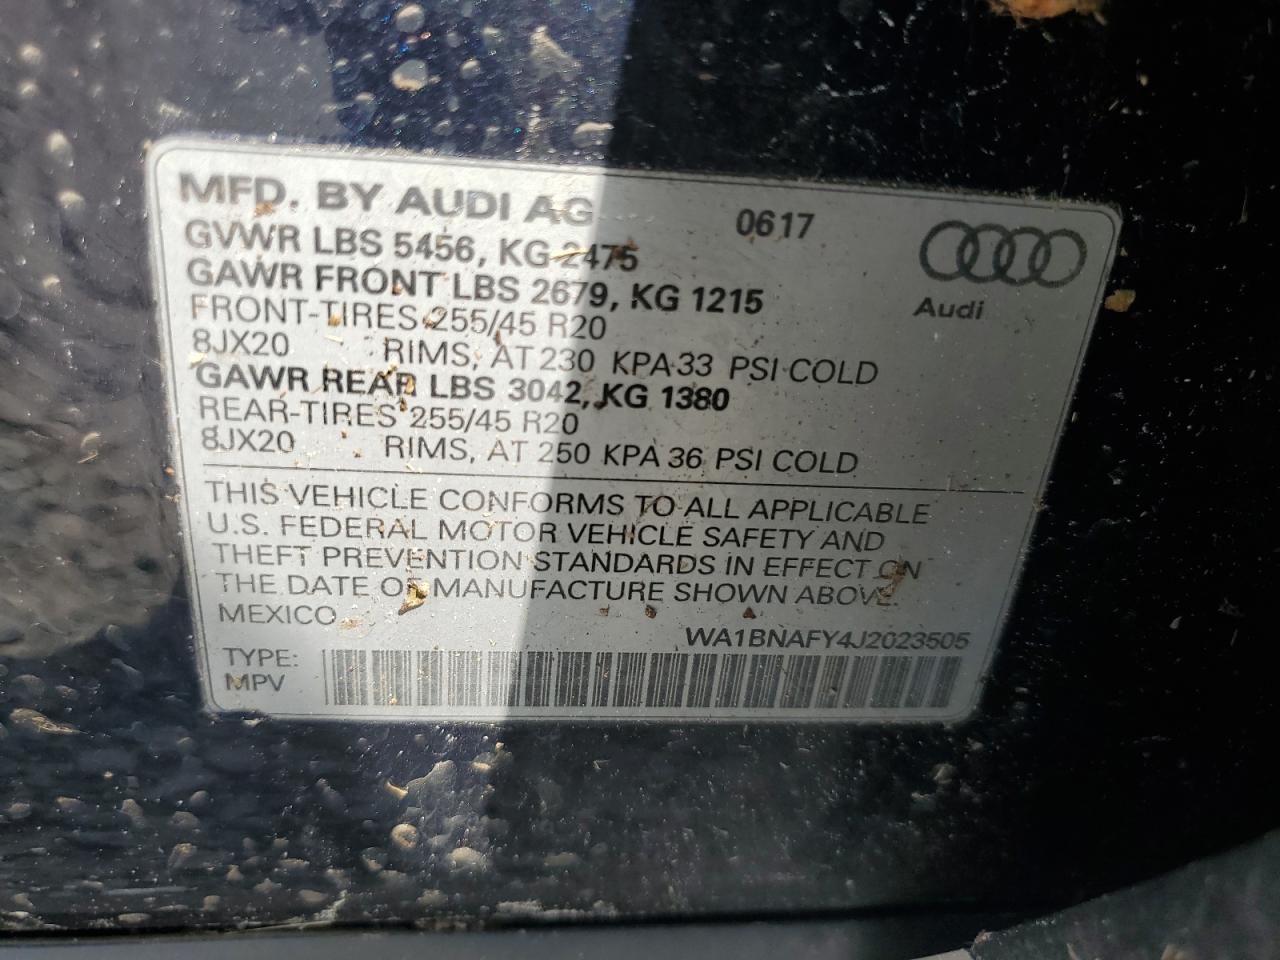 MFD. BY AUDI AG 0617
GVWR LBS 5456, KG 2475
GAWR FRONT LBS 2679, KG 1215
Audi
FRONT-TIRES 255/45 R20
8JX20 RIMS, AT 230 KPA 33 PSI COLD
GAWR REAR LBS 3042, KG 1380
REAR-TIRES 255/45 R20
8JX20 RIMS, AT 250 KPA 36 PSI COLD
THIS VEHICLE CONFORMS TO ALL APPLICABLE
U.S. FEDERAL MOTOR VEHICLE SAFETY AND
THEFT PREVENTION STANDARDS IN EFFECT ON
THE DATE OF MANUFACTURE SHOWN ABOVE.
MEXICO
WA1BNAFY4J2023505
TYPE:
MPV